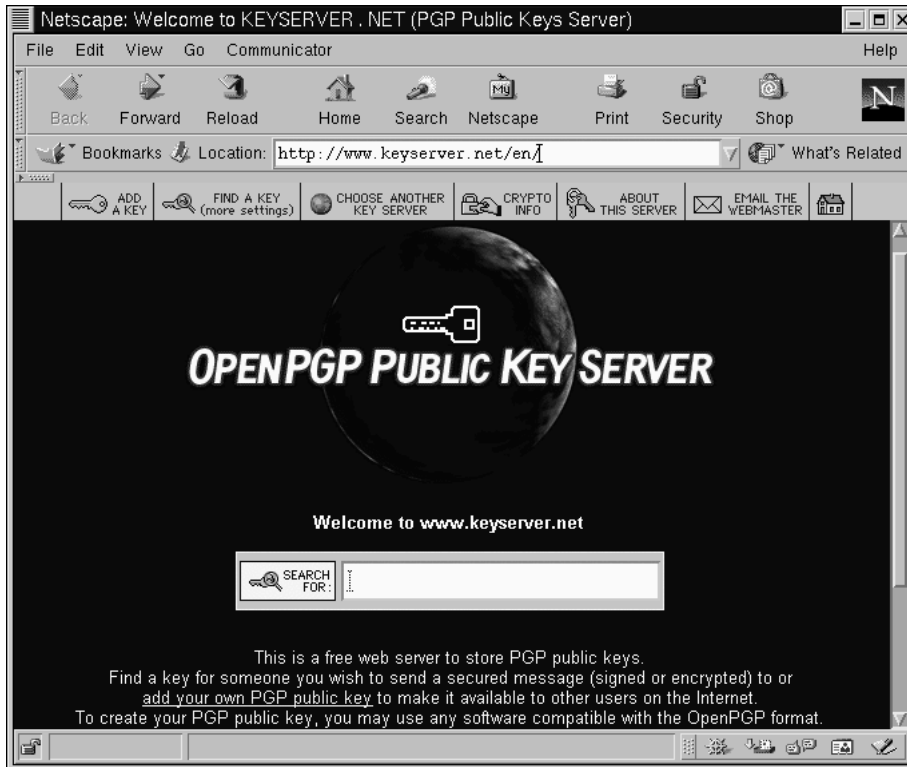 Netscape: Welcome to KEYSERVER . NET (PGP Public Keys Server)
File Edit View Go Communicator Help
Back Forward Reload Home Search Netscape Print Security Shop
My
N
Bookmarks Location: http://www.keyserver.net/en/ What's Related
ADD A KEY
FIND A KEY (more settings)
CHOOSE ANOTHER KEY SERVER
CRYPTO INFO
ABOUT THIS SERVER
EMAIL THE WEBMASTER
OPENPGP PUBLIC KEY SERVER
Welcome to www.keyserver.net
SEARCH FOR:
This is a free web server to store PGP public keys.
Find a key for someone you wish to send a secured message (signed or encrypted) to or
add your own PGP public key to make it available to other users on the Internet.
To create your PGP public key, you may use any software compatible with the OpenPGP format.